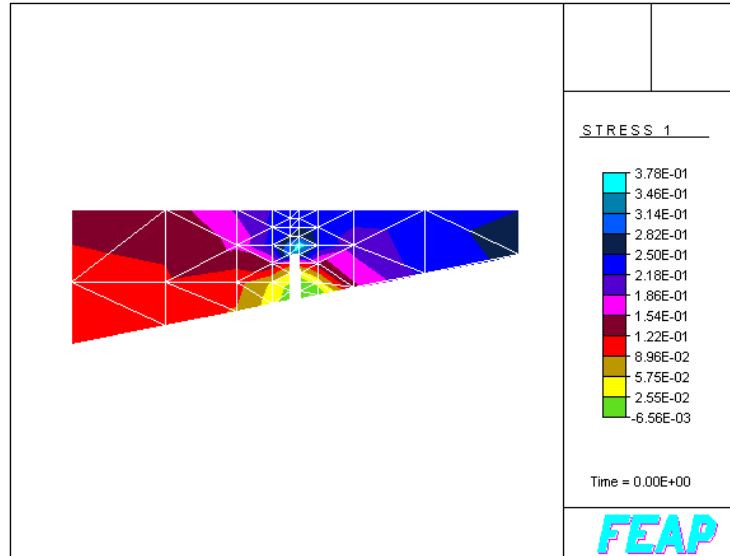 STRESS 1
3.78E-01
3.46E-01
3.14E-01
2.82E-01
2.50E-01
2.18E-01
1.86E-01
1.54E-01
1.22E-01
8.96E-02
5.75E-02
2.55E-02
-6.56E-03
Time = 0.00E+00
FEAP